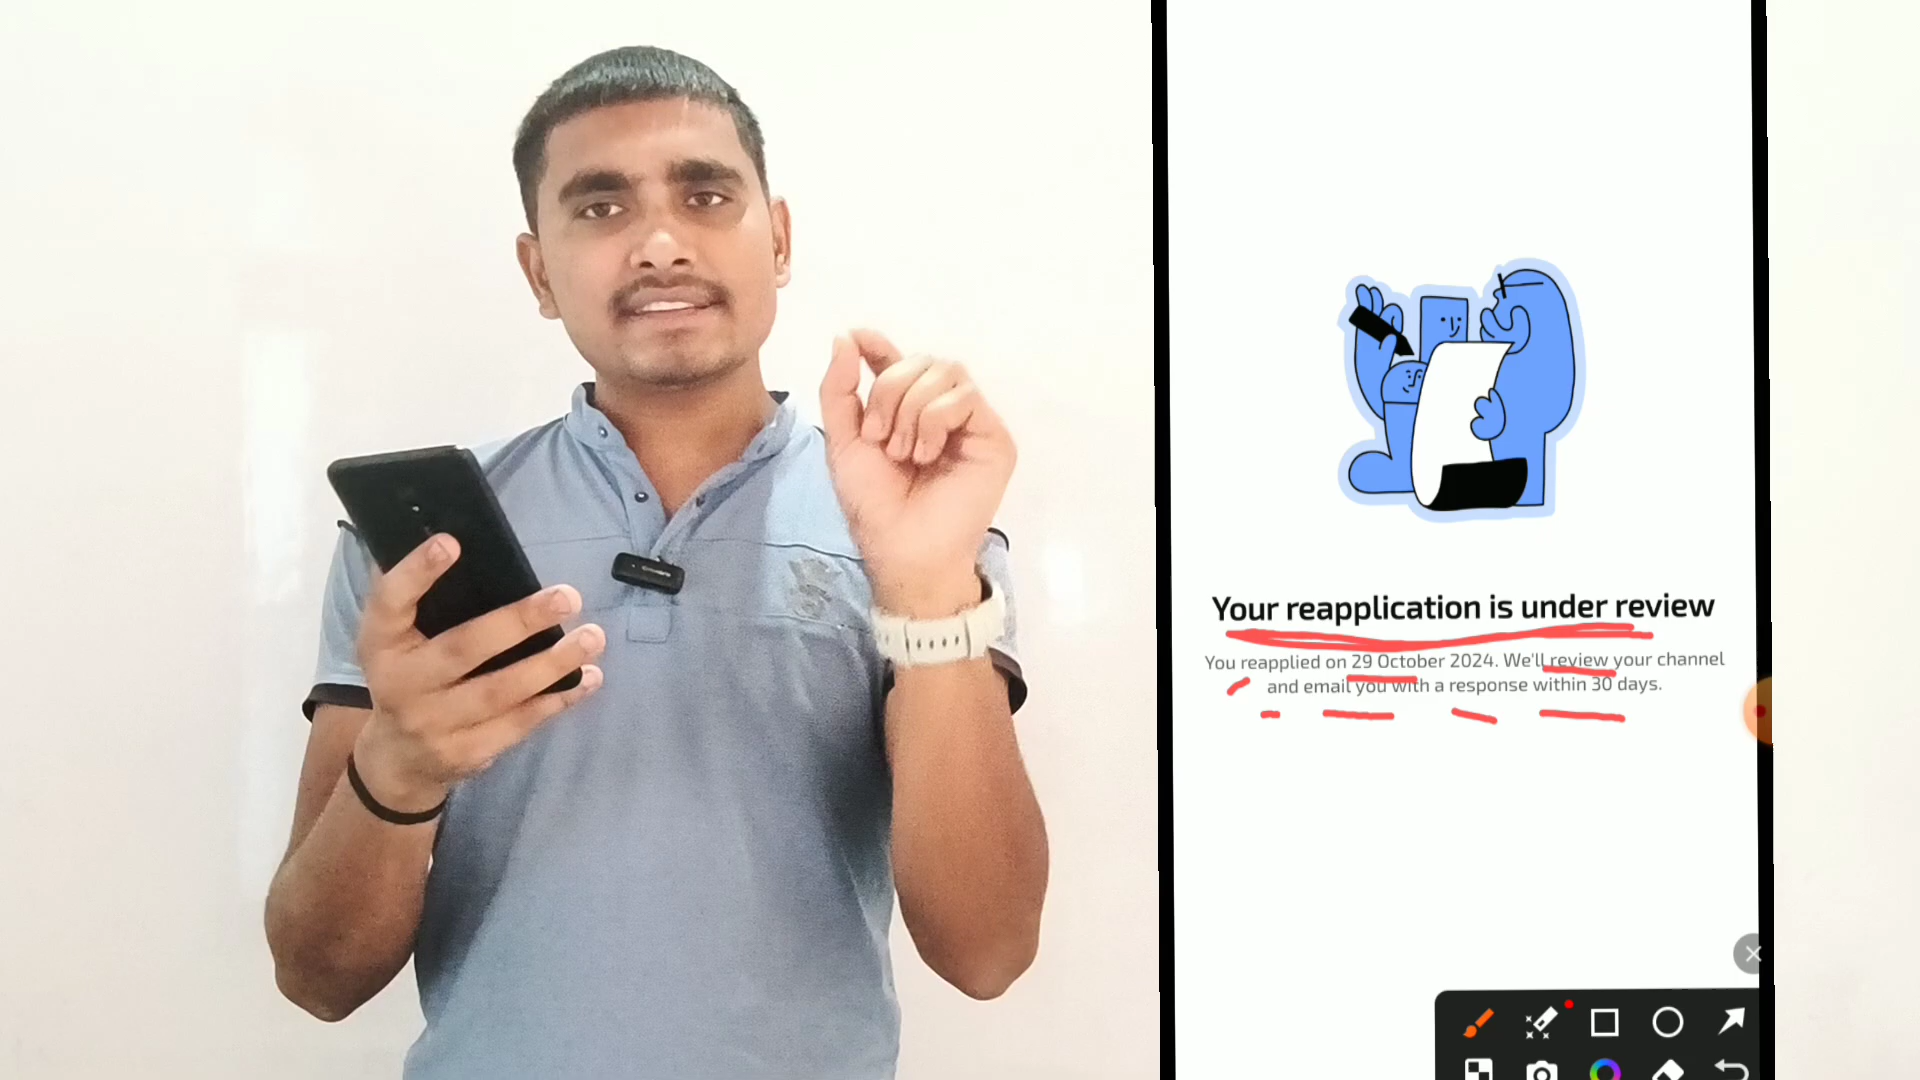 Your reapplication is under review
You reapplied on 29 October 2024. We'll review your channel
and email you with a response within 30 days.